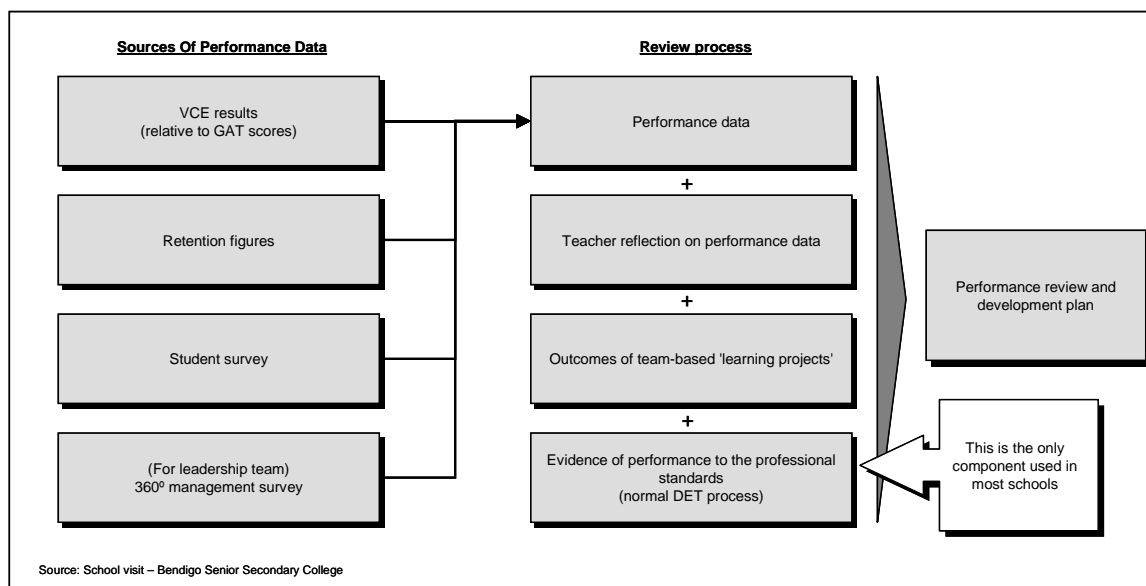 Sources Of Performance Data
Review process
VCE results
(relative to GAT scores)
Performance data
+
Retention figures
Teacher reflection on performance data
+
Student survey
Outcomes of team-based 'learning projects'
+
(For leadership team)
360º management survey
Evidence of performance to the professional
standards
(normal DET process)
Performance review and
development plan
This is the only
component used in
most schools
Source: School visit – Bendigo Senior Secondary College